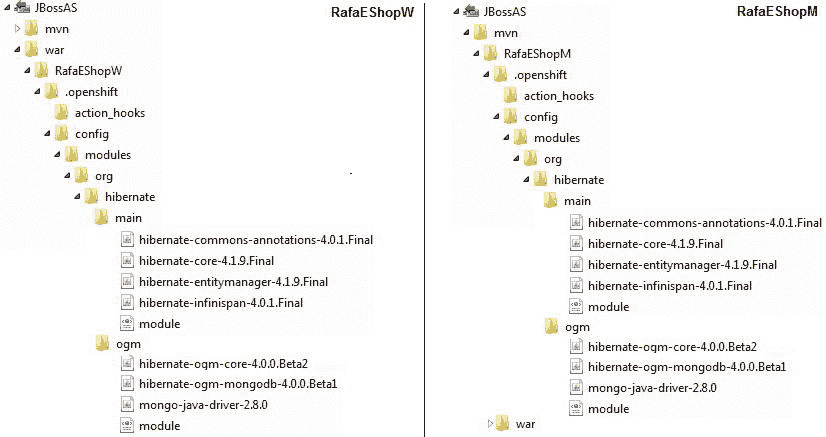 JBossAS
RafaEShopW
mvn
war
RafaEShopW
.openshift
action_hooks
config
modules
org
hibernate
main
hibernate-commons-annotations-4.0.1.Final
hibernate-core-4.1.9.Final
hibernate-entitymanager-4.1.9.Final
hibernate-infinispan-4.0.1.Final
module
ogm
hibernate-ogm-core-4.0.0.Beta2
hibernate-ogm-mongodb-4.0.0.Beta1
mongo-java-driver-2.8.0
module
JBossAS
RafaEShopM
mvn
RafaEShopM
.openshift
action_hooks
config
modules
org
hibernate
main
hibernate-commons-annotations-4.0.1.Final
hibernate-core-4.1.9.Final
hibernate-entitymanager-4.1.9.Final
hibernate-infinispan-4.0.1.Final
module
ogm
hibernate-ogm-core-4.0.0.Beta2
hibernate-ogm-mongodb-4.0.0.Beta1
mongo-java-driver-2.8.0
module
war